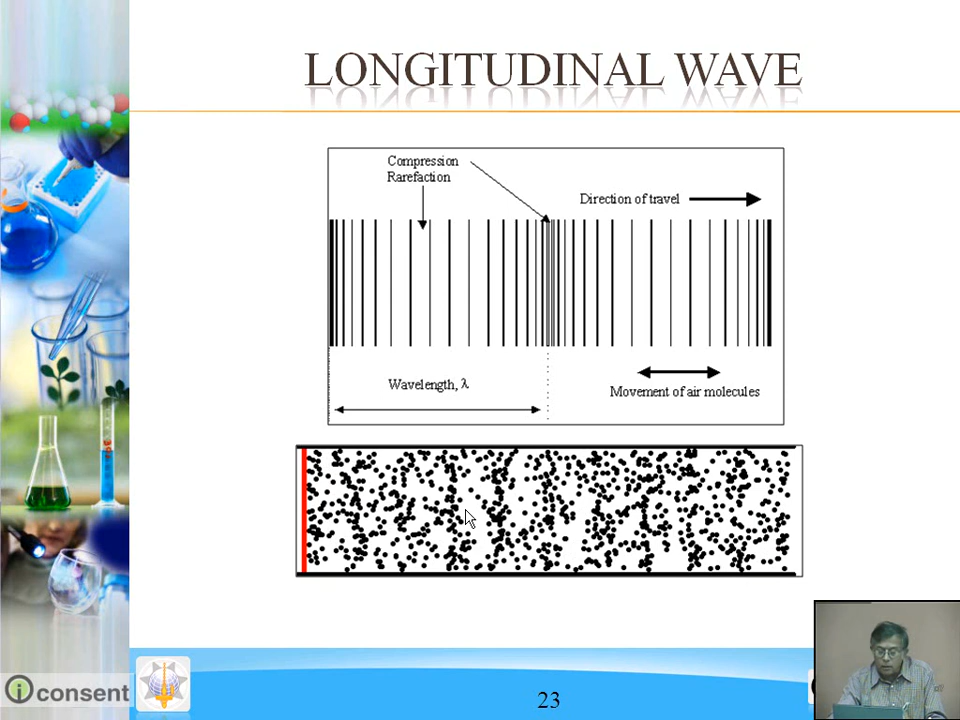 LONGITUDINAL WAVE
Compression
Rarefaction
Direction of travel
Wavelength, λ
Movement of air molecules
i consent
23